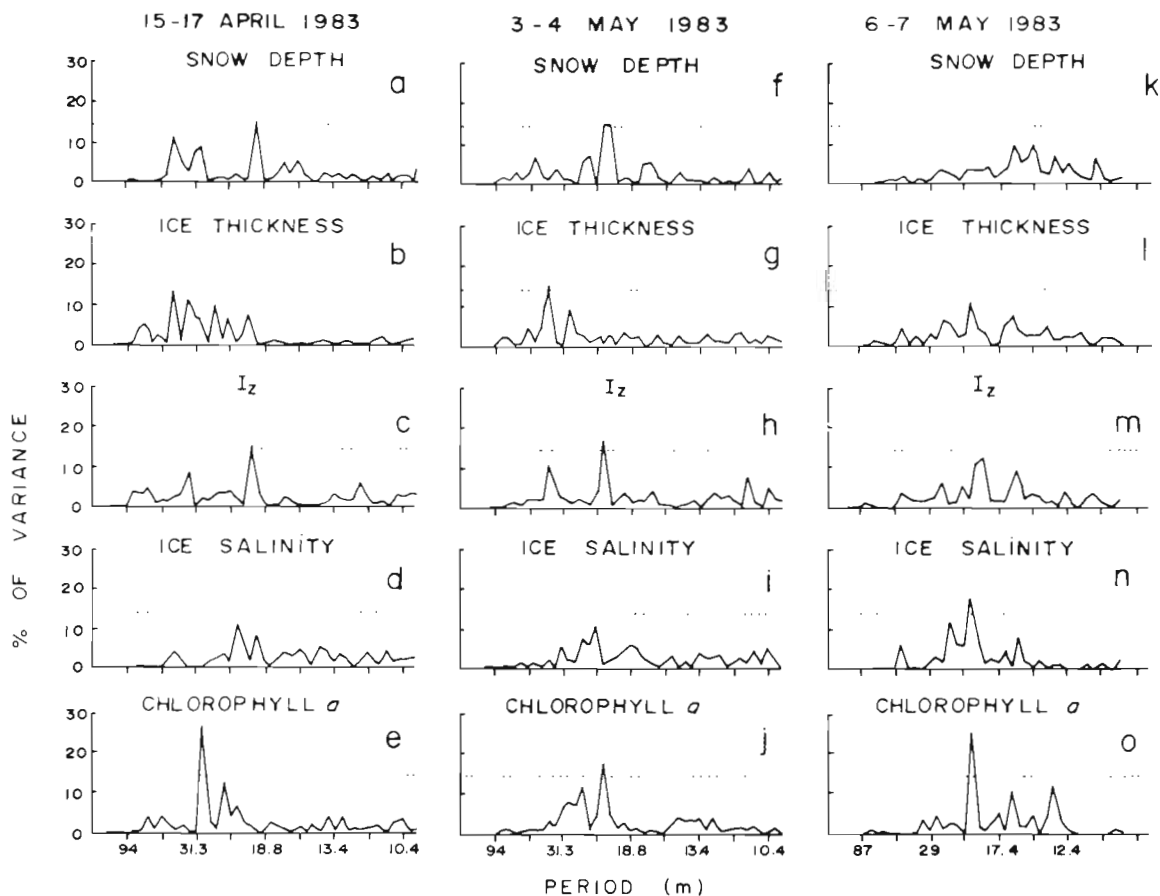 15-17 APRIL 1983
3-4 MAY 1983
6-7 MAY 1983
SNOW DEPTH
SNOW DEPTH
SNOW DEPTH
30
20
10
0
a
f
k
ICE THICKNESS
ICE THICKNESS
ICE THICKNESS
30
20
10
0
b
g
l
Iz
Iz
Iz
30
20
10
0
c
h
m
ICE SALINITY
ICE SALINITY
ICE SALINITY
30
20
10
0
d
i
n
CHLOROPHYLL a
CHLOROPHYLL a
CHLOROPHYLL a
30
20
10
0
e
j
o
94 31.3 18.8 13.4 10.4
94 31.3 18.8 13.4 10.4
87 29 17.4 12.4
% OF VARIANCE
PERIOD (m)